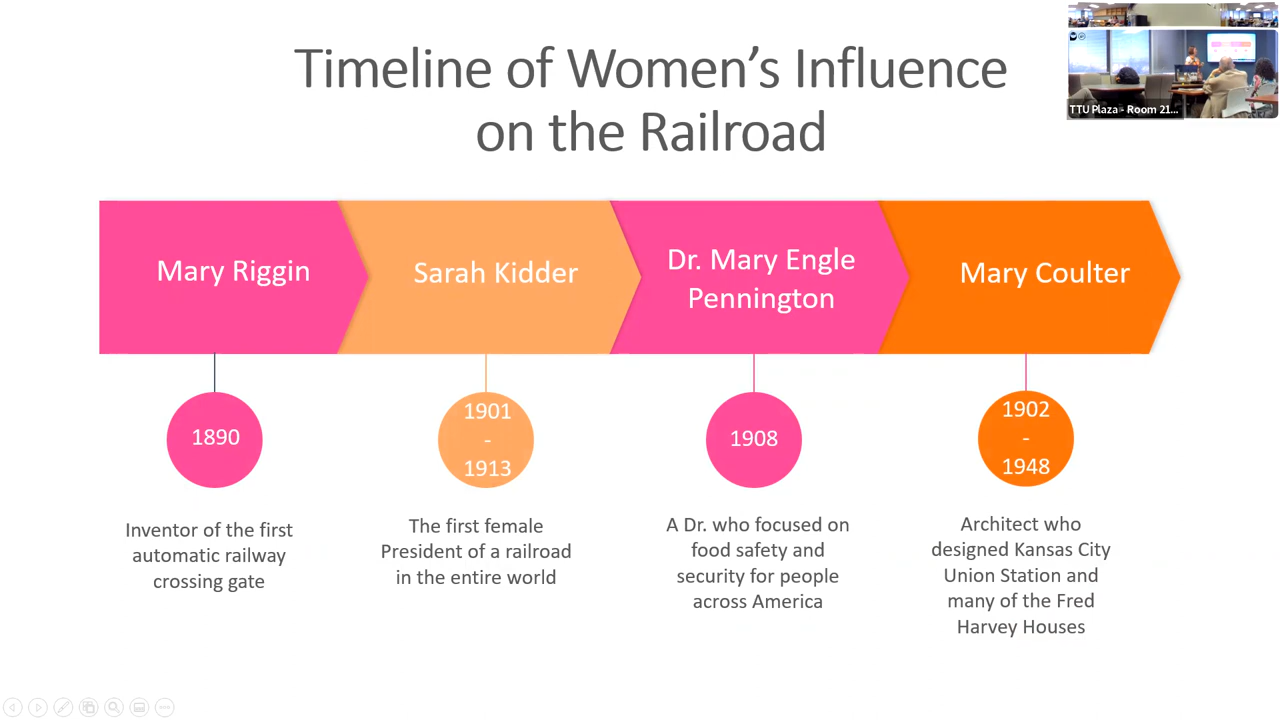 Timeline of Women’s Influence
on the Railroad
TTU Plaza - Room 21...
Mary Riggin
Sarah Kidder
Dr. Mary Engle
Pennington
Mary Coulter
1890
1901
-
1913
1908
1902
-
1948
Inventor of the first
automatic railway
crossing gate
The first female
President of a railroad
in the entire world
A Dr. who focused on
food safety and
security for people
across America
Architect who
designed Kansas City
Union Station and
many of the Fred
Harvey Houses